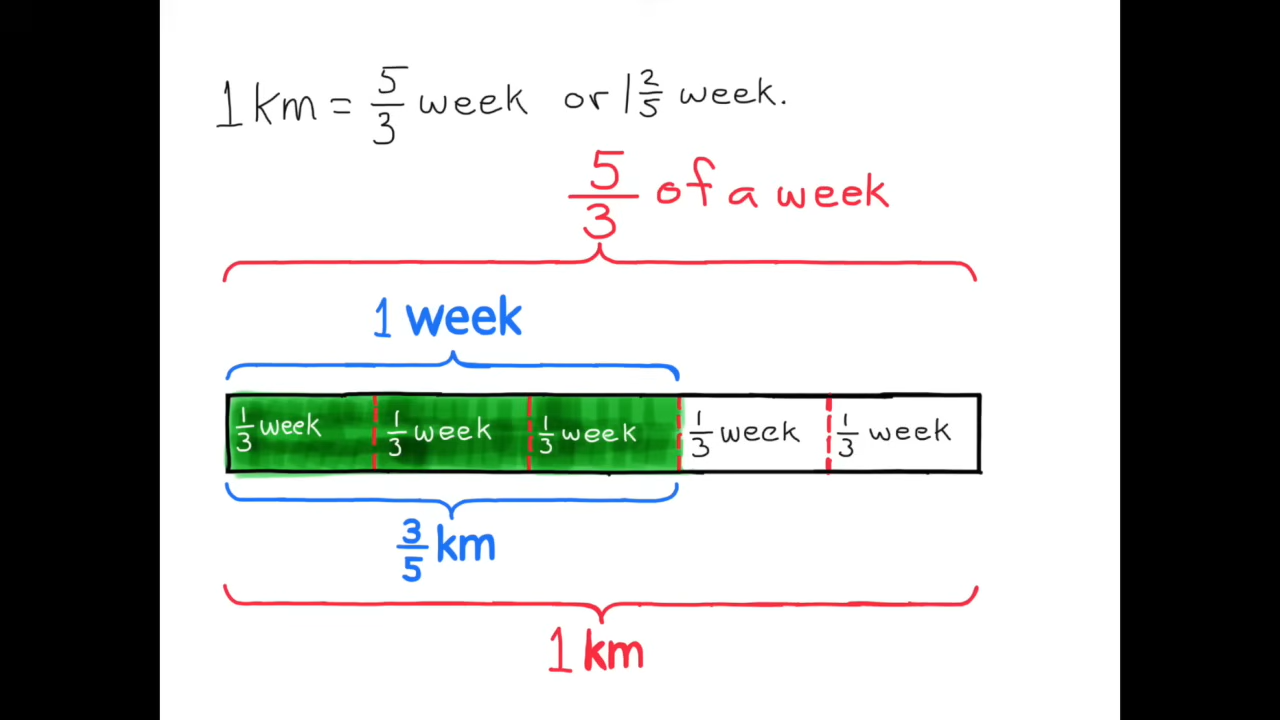 1 km = 5/3 week or 1 2/5 week.
5/3 of a week
1 week
1/3 week 1/3 week 1/3 week 1/3 week 1/3 week
3/5 km
1 km